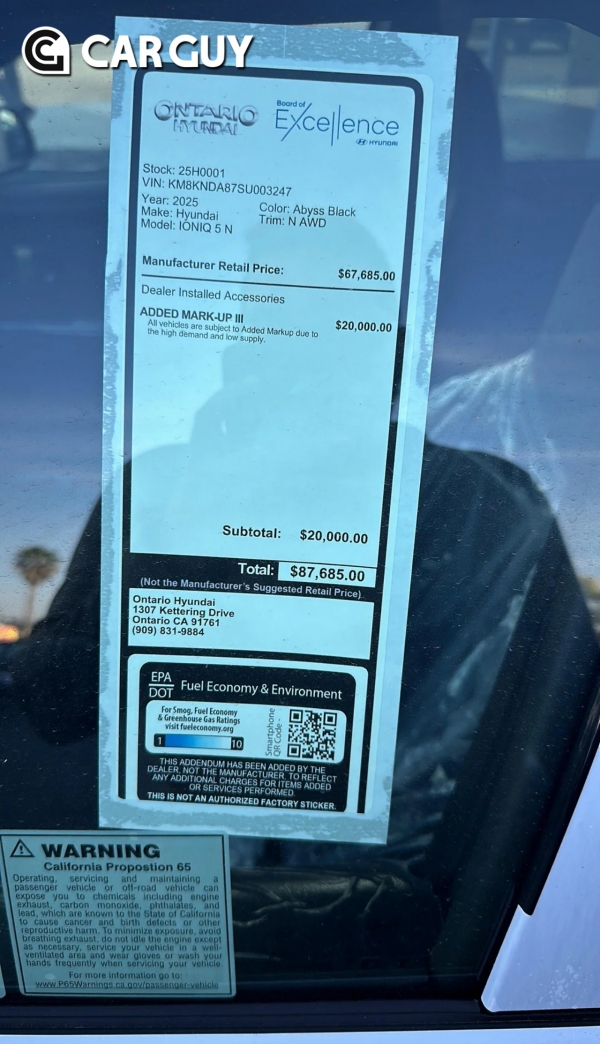 CAR GUY
ONTARIO
HYUNDAI
Board of
Excellence
HYUNDAI
Stock: 25H0001
VIN: KM8KNDA87SU003247
Year: 2025
Color: Abyss Black
Make: Hyundai
Trim: N AWD
Model: IONIQ 5 N
Manufacturer Retail Price: $67,685.00
Dealer Installed Accessories
ADDED MARK-UP III $20,000.00
All vehicles are subject to Added Markup due to
the high demand and low supply.
Subtotal: $20,000.00
Total: $87,685.00
(Not the Manufacturer's Suggested Retail Price)
Ontario Hyundai
1307 Kettering Drive
Ontario CA 91761
(909) 831-9884
EPA
DOT
Fuel Economy & Environment
For Smog, Fuel Economy
& Greenhouse Gas Ratings
visit fueleconomy.org
1 10
Smartphone
QR Code
THIS ADDENDUM HAS BEEN ADDED BY THE
DEALER, NOT THE MANUFACTURER, TO REFLECT
ANY ADDITIONAL CHARGES FOR ITEMS ADDED
OR SERVICES PERFORMED.
THIS IS NOT AN AUTHORIZED FACTORY STICKER.
WARNING
California Propostion 65
Operating, servicing and maintaining a
passenger vehicle or off-road vehicle can
expose you to chemicals including engine
exhaust, carbon monoxide, phthalates, and
lead, which are known to the State of California
to cause cancer and birth defects or other
reproductive harm. To minimize exposure, avoid
breathing exhaust, do not idle the engine except
as necessary, service your vehicle in a well-
ventilated area and wear gloves or wash your
hands frequently when servicing your vehicle.
For more information go to:
www.P65Warnings.ca.gov/passenger-vehicle